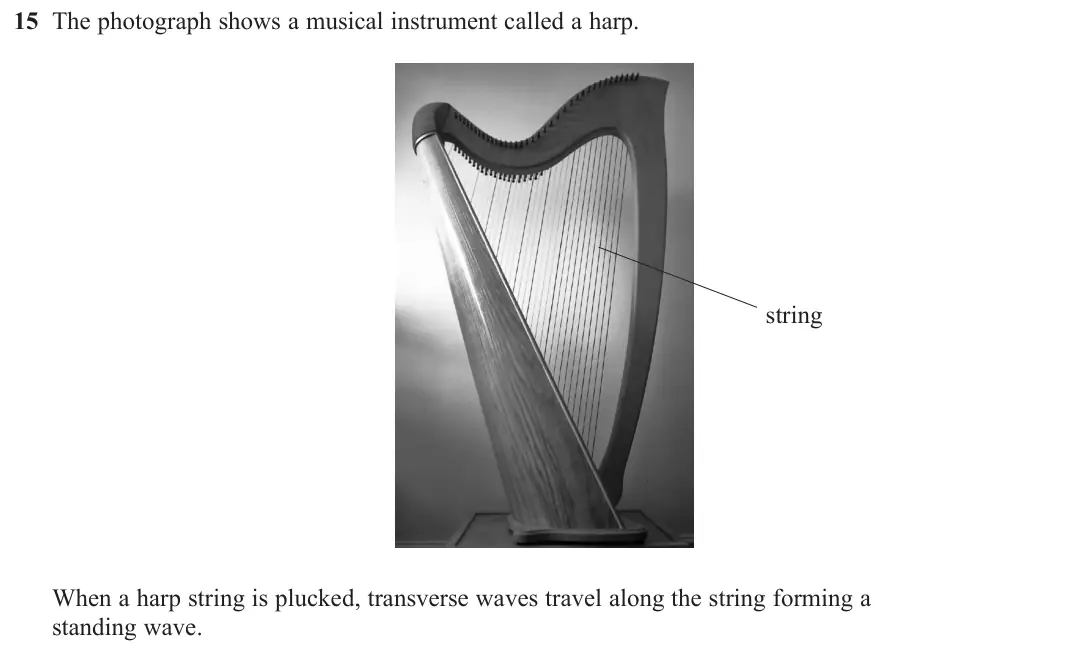 15 The photograph shows a musical instrument called a harp.
string
When a harp string is plucked, transverse waves travel along the string forming a
standing wave.